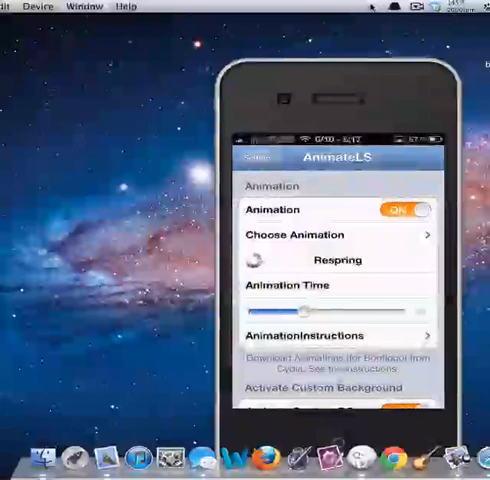 Device Window Help
AnimateLS
Animation
Animation ON
Choose Animation
Respring
Animation Time
AnimationInstructions
Download Animations (for Bootlogo) from
Cydia. See the instructions
Activate Custom Background